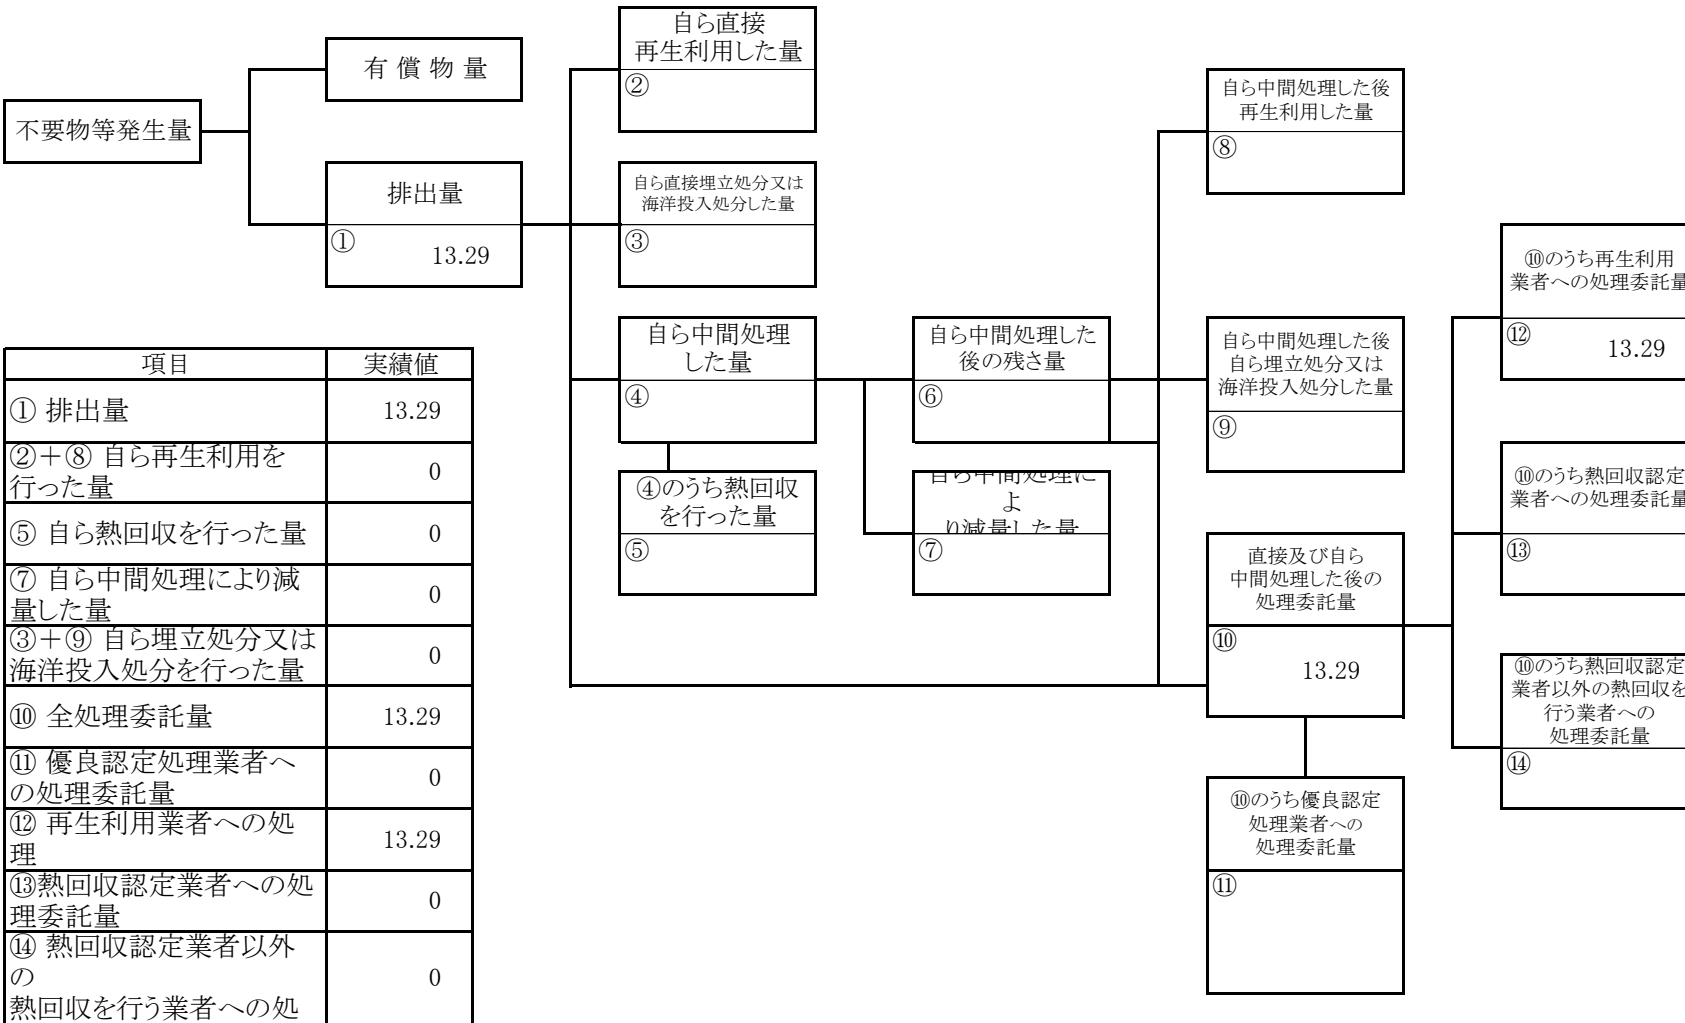 不要物等発生量
有 償 物 量
排出量
①
13.29
自ら直接
再生利用した量
②
自ら直接埋立処分又は
海洋投入処分した量
③
自ら中間処理
した量
④
④のうち熱回収
を行った量
⑤
自ら中間処理した
後の残さ量
⑥
自ら中間処理に
よ
り減量した量
⑦
自ら中間処理した後
再生利用した量
⑧
自ら中間処理した後
自ら埋立処分又は
海洋投入処分した量
⑨
直接及び自ら
中間処理した後の
処理委託量
⑩
13.29
⑩のうち優良認定
処理業者への
処理委託量
⑪
⑩のうち再生利用
業者への処理委託量
⑫
13.29
⑩のうち熱回収認定
業者への処理委託量
⑬
⑩のうち熱回収認定
業者以外の熱回収を
行う業者への
処理委託量
⑭
項目 実績値
① 排出量 13.29
②＋⑧ 自ら再生利用を
行った量 0
⑤ 自ら熱回収を行った量 0
⑦ 自ら中間処理により減
量した量 0
③＋⑨ 自ら埋立処分又は
海洋投入処分を行った量 0
⑩ 全処理委託量 13.29
⑪ 優良認定処理業者へ
の処理委託量 0
⑫ 再生利用業者への処
理 13.29
⑬熱回収認定業者への処
理委託量 0
⑭ 熱回収認定業者以外
の 0
熱回収を行う業者への処